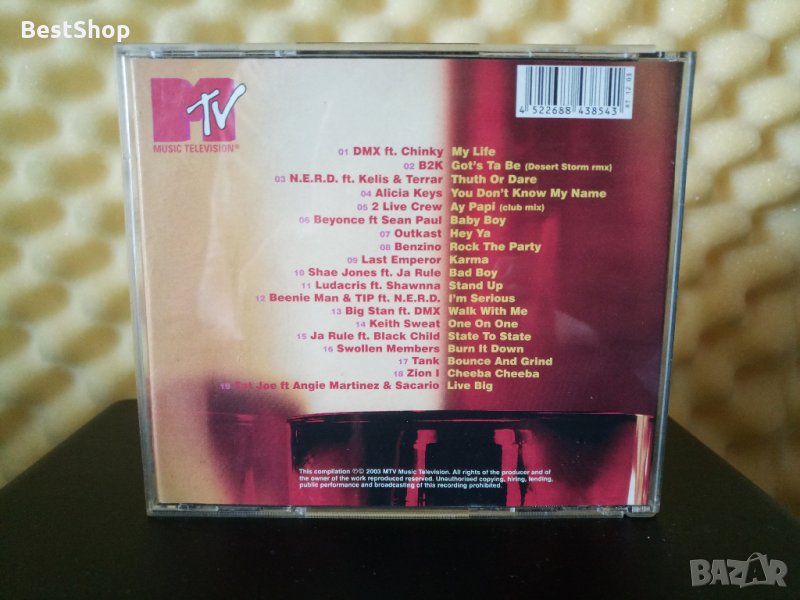 BestShop
MTV
MUSIC TELEVISION®
4 522688 438543
RT 12 03
01 DMX ft. Chinky My Life
02 B2K Got's Ta Be (Desert Storm rmx)
03 N.E.R.D. ft. Kelis & Terrar Thuth Or Dare
04 Alicia Keys You Don't Know My Name
05 2 Live Crew Ay Papi (club mix)
06 Beyonce ft Sean Paul Baby Boy
07 Outkast Hey Ya
08 Benzino Rock The Party
09 Last Emperor Karma
10 Shae Jones ft. Ja Rule Bad Boy
11 Ludacris ft. Shawnna Stand Up
12 Beenie Man & TIP ft. N.E.R.D. I'm Serious
13 Big Stan ft. DMX Walk With Me
14 Keith Sweat One On One
15 Ja Rule ft. Black Child State To State
16 Swollen Members Burn It Down
17 Tank Bounce And Grind
18 Zion I Cheeba Cheeba
19 Fat Joe ft Angie Martinez & Sacario Live Big
This compilation ℗© 2003 MTV Music Television. All rights of the producer and of
the owner of the work reproduced reserved. Unauthorised copying, hiring, lending,
public performance and broadcasting of this recording prohibited.
BAZAR